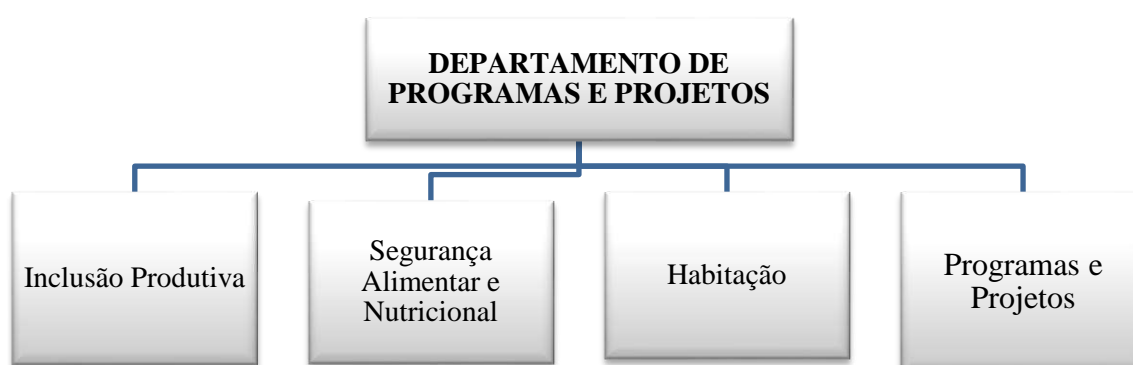 DEPARTAMENTO DE
PROGRAMAS E PROJETOS
Inclusão Produtiva
Segurança
Alimentar e
Nutricional
Habitação
Programas e
Projetos